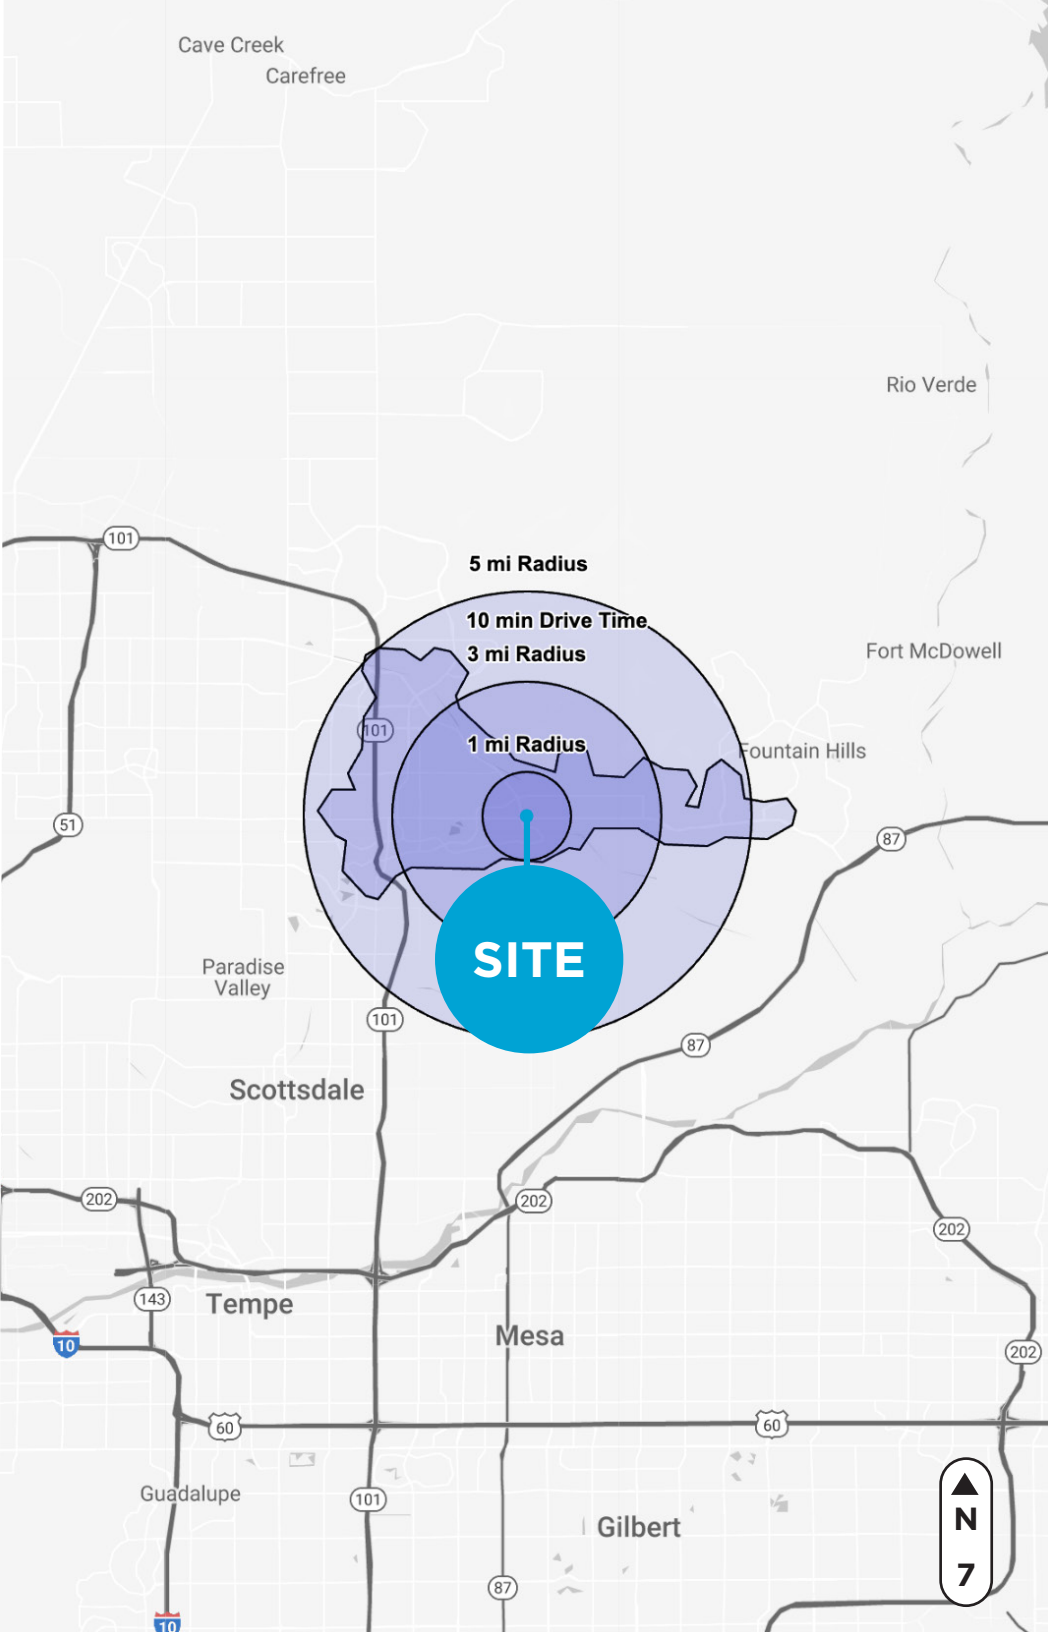 Cave Creek
Carefree
Rio Verde
101
5 mi Radius
10 min Drive Time
3 mi Radius
Fort McDowell
101
1 mi Radius
Fountain Hills
51
87
SITE
Paradise
Valley
101
87
Scottsdale
202
202
202
143
Tempe
Mesa
10
202
60
60
Guadalupe
101
Gilbert
N
7
87
10